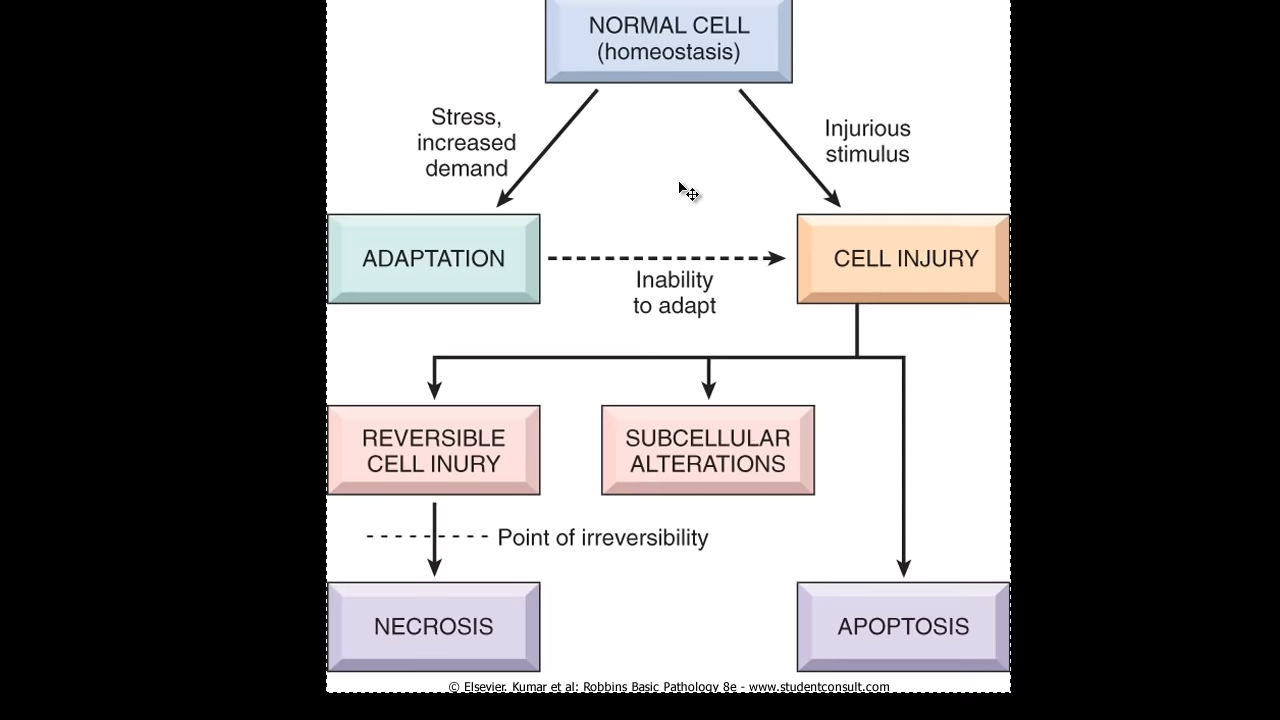 NORMAL CELL
(homeostasis)
Stress,
increased
demand
Injurious
stimulus
ADAPTATION
Inability
to adapt
CELL INJURY
REVERSIBLE
CELL INURY
SUBCELLULAR
ALTERATIONS
Point of irreversibility
NECROSIS
APOPTOSIS
© Elsevier. Kumar et al: Robbins Basic Pathology 8e - www.studentconsult.com